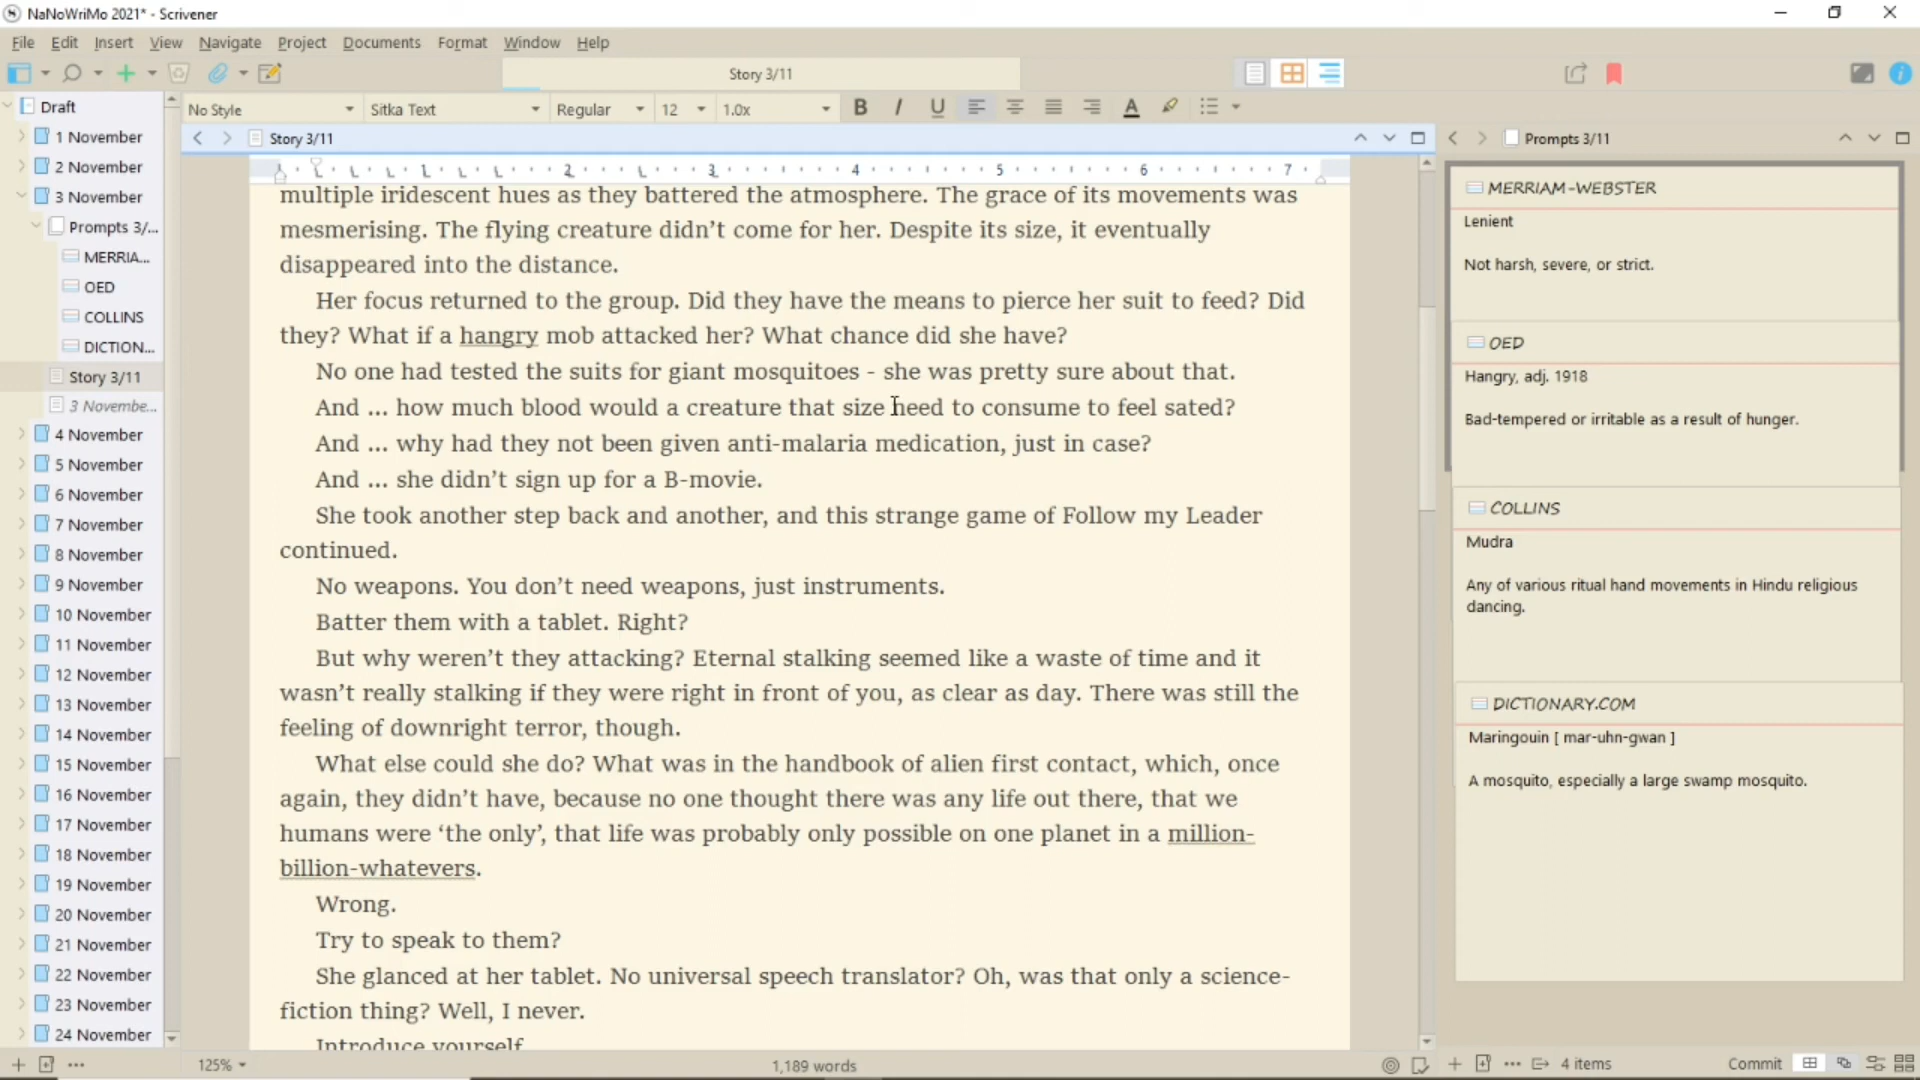 NaNoWriMo 2021* - Scrivener
File Edit Insert View Navigate Project Documents Format Window Help
Story 3/11
Draft
1 November
2 November
3 November
Prompts 3/...
MERRIA...
OED
COLLINS
DICTION...
Story 3/11
3 Novembe...
4 November
5 November
6 November
7 November
8 November
9 November
10 November
11 November
12 November
13 November
14 November
15 November
16 November
17 November
18 November
19 November
20 November
21 November
22 November
23 November
24 November
No Style Sitka Text Regular 12 1.0x B I U A
Story 3/11
1 2 3 4 5 6 7
multiple iridescent hues as they battered the atmosphere. The grace of its movements was
mesmerising. The flying creature didn’t come for her. Despite its size, it eventually
disappeared into the distance.
Her focus returned to the group. Did they have the means to pierce her suit to feed? Did
they? What if a hangry mob attacked her? What chance did she have?
No one had tested the suits for giant mosquitoes - she was pretty sure about that.
And ... how much blood would a creature that size need to consume to feel sated?
And ... why had they not been given anti-malaria medication, just in case?
And ... she didn’t sign up for a B-movie.
She took another step back and another, and this strange game of Follow my Leader
continued.
No weapons. You don’t need weapons, just instruments.
Batter them with a tablet. Right?
But why weren’t they attacking? Eternal stalking seemed like a waste of time and it
wasn’t really stalking if they were right in front of you, as clear as day. There was still the
feeling of downright terror, though.
What else could she do? What was in the handbook of alien first contact, which, once
again, they didn’t have, because no one thought there was any life out there, that we
humans were ‘the only’, that life was probably only possible on one planet in a million-
billion-whatevers.
Wrong.
Try to speak to them?
She glanced at her tablet. No universal speech translator? Oh, was that only a science-
fiction thing? Well, I never.
Introduce yourself
125% 1,189 words
Prompts 3/11
MERRIAM-WEBSTER
Lenient
Not harsh, severe, or strict.
OED
Hangry, adj. 1918
Bad-tempered or irritable as a result of hunger.
COLLINS
Mudra
Any of various ritual hand movements in Hindu religious
dancing.
DICTIONARY.COM
Maringouin [ mar-uhn-gwan ]
A mosquito, especially a large swamp mosquito.
4 items Commit